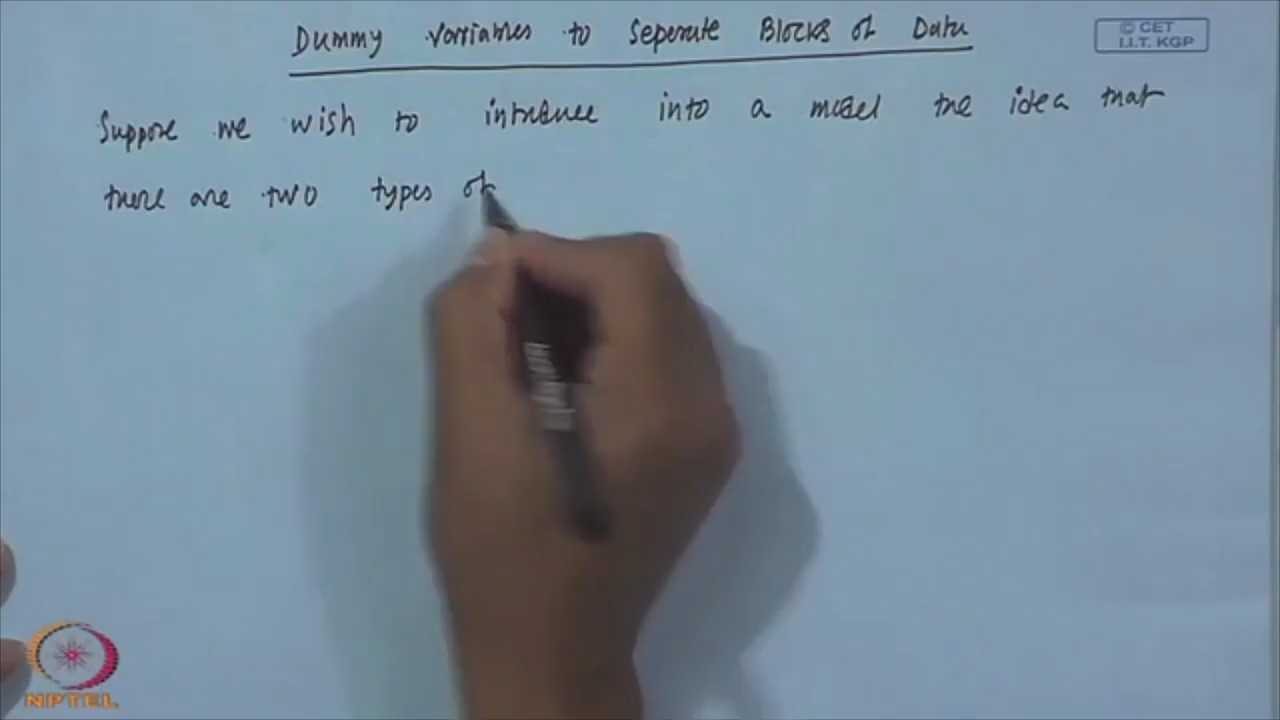 Dummy variables to Seperate Blocks of Data
© CET
I.I.T. KGP
Suppose we wish to introduce into a model the idea that
there are two types of
NPTEL